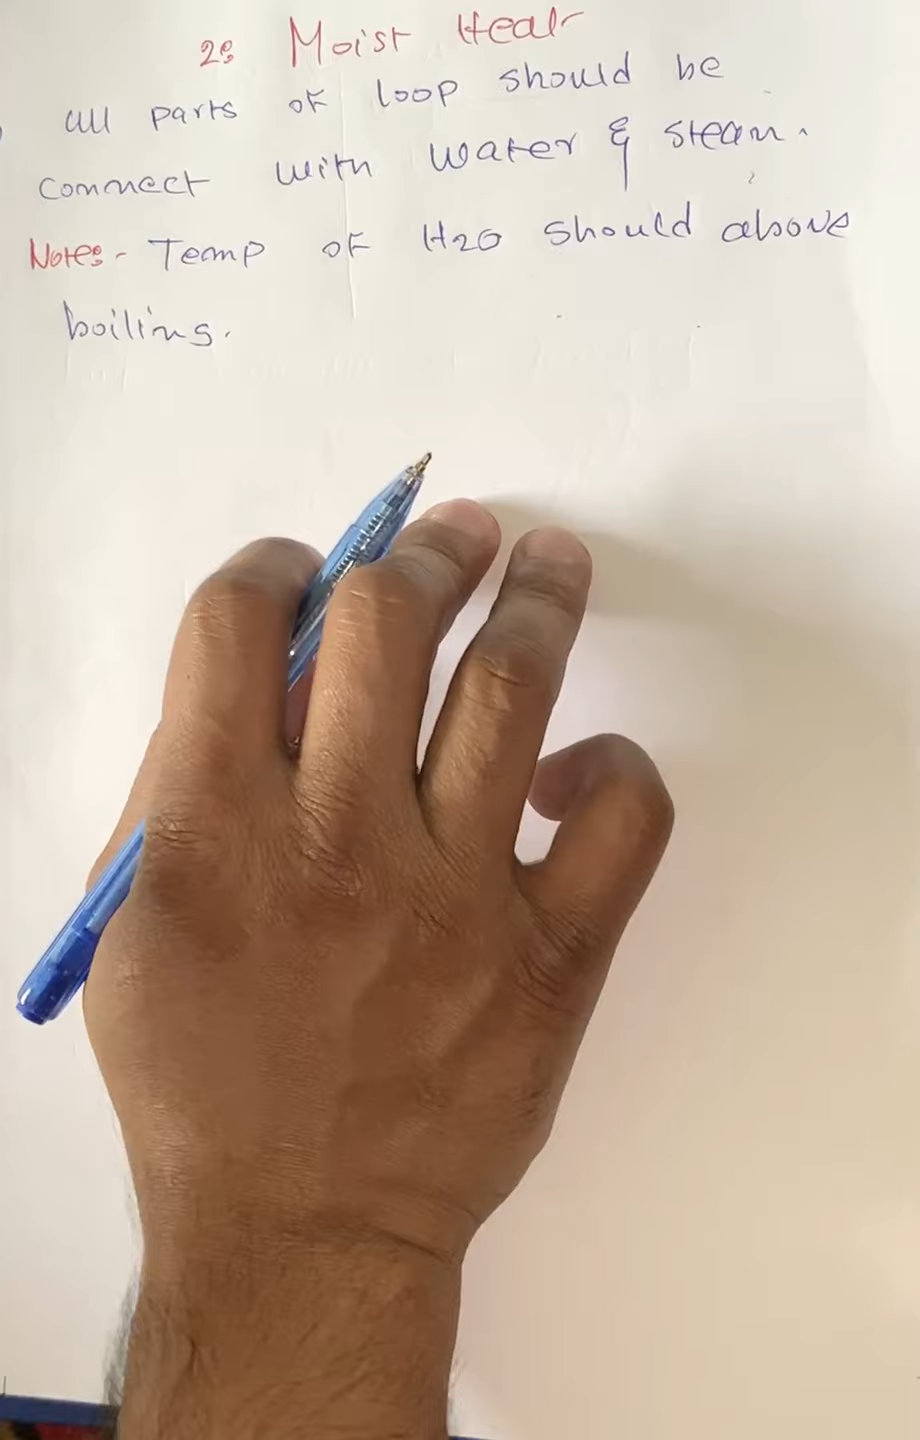 2: Moist Heat
all parts of loop should be
connect with water & steam.
Note:- Temp of H2O should above
boiling.